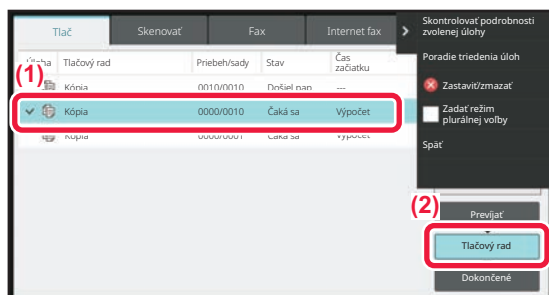 Tlač
Skenovať
Fax
Internet fax
Skontrolovať podrobnosti
zvolenej úlohy
Poradie triedenia úloh
Zastaviť/zmazať
Zadať režim
plurálnej voľby
Späť
(1)
Tlačový rad
Priebeh/sady
Stav
Čas
začiatku
Kópia
0010/0010
Došiel pap
---
Kópia
0000/0010
Čaká sa
Výpočet
Kópia
0000/0001
Čaká sa
Výpočet
(2)
Prevíjať
Tlačový rad
Dokončené